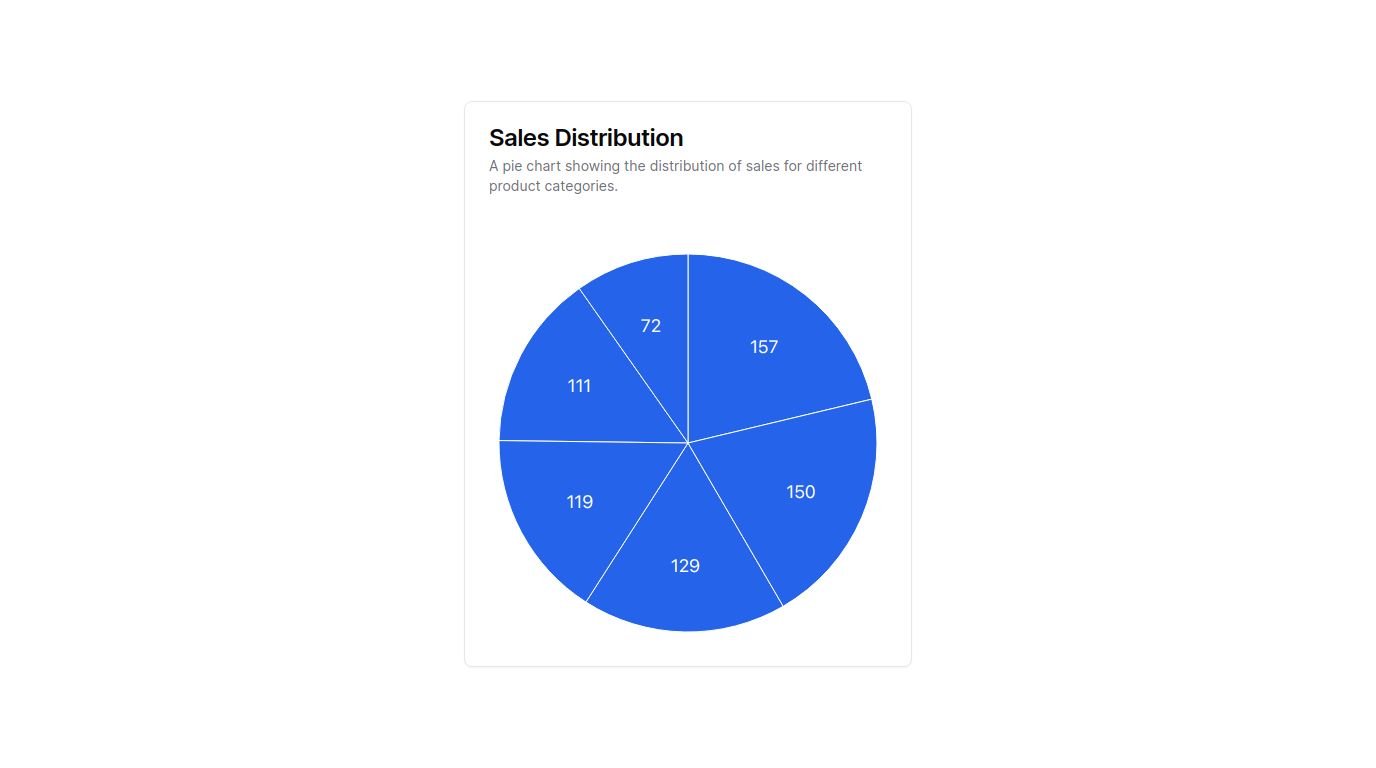 Sales Distribution
A pie chart showing the distribution of sales for different
product categories.
72
157
111
150
119
129